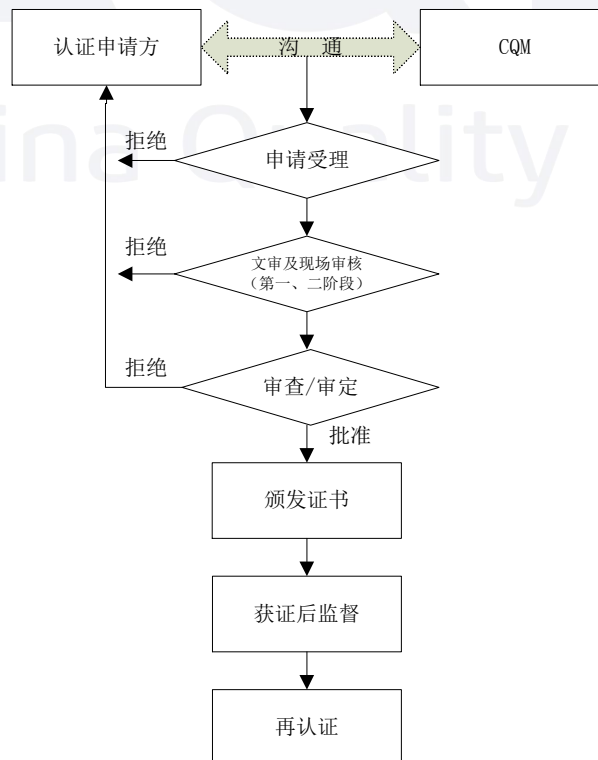 认证申请方
沟 通
CQM
ina Quality
拒绝
申请受理
拒绝
文审及现场审核
（第一、二阶段）
拒绝
审查/审定
批准
颁发证书
获证后监督
再认证